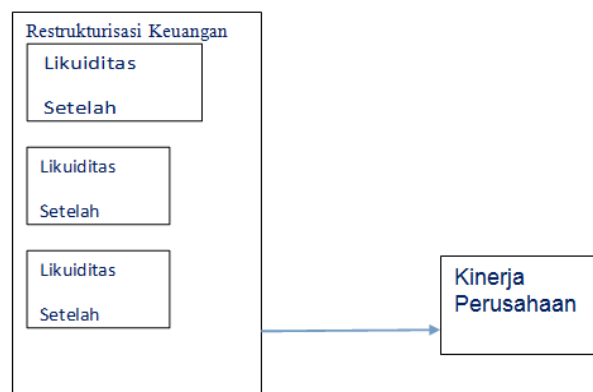 Restrukturisasi Keuangan
Likuiditas
Setelah
Likuiditas
Setelah
Likuiditas
Setelah
Kinerja
Perusahaan